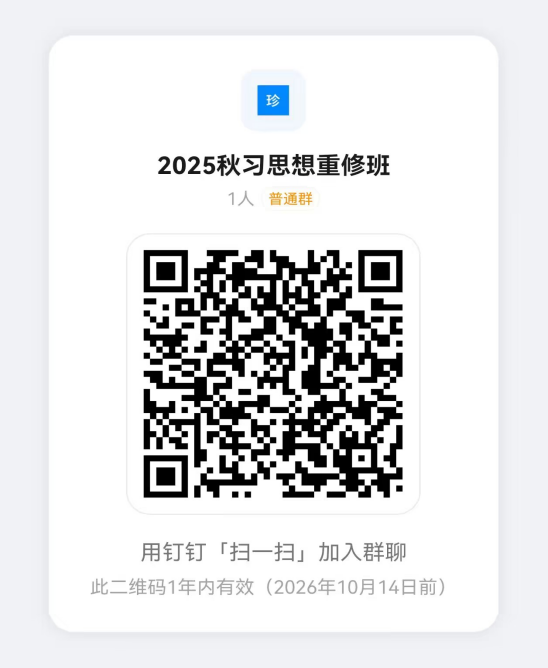 珍
2025秋习思想重修班
1人 普通群
用钉钉「扫一扫」加入群聊
此二维码1年内有效（2026年10月14日前）